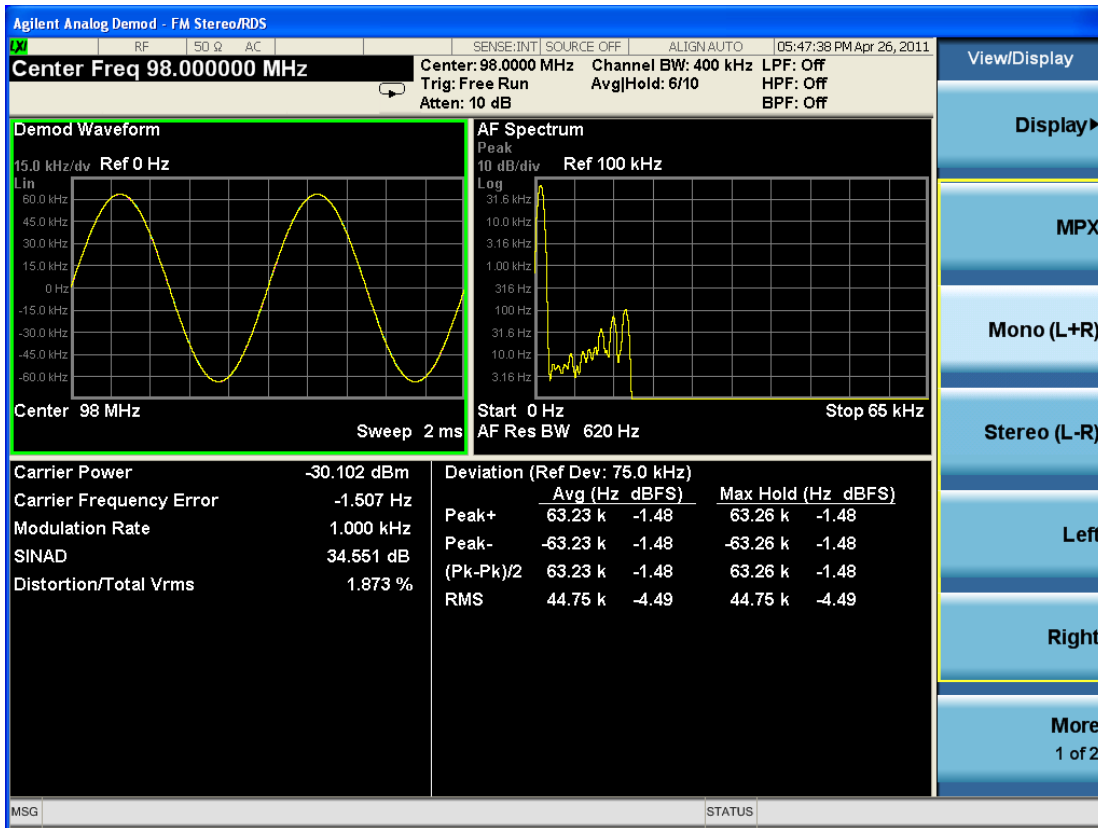 Agilent Analog Demod - FM Stereo/RDS
LXI RF 50 Ω AC SENSE:INT SOURCE OFF ALIGN AUTO 05:47:38 PM Apr 26, 2011
Center Freq 98.000000 MHz
Center: 98.0000 MHz Channel BW: 400 kHz LPF: Off
Trig: Free Run Avg|Hold: 6/10 HPF: Off
Atten: 10 dB BPF: Off
Demod Waveform
15.0 kHz/dv Ref 0 Hz
Lin
60.0 kHz
45.0 kHz
30.0 kHz
15.0 kHz
0 Hz
-15.0 kHz
-30.0 kHz
-45.0 kHz
-60.0 kHz
Center 98 MHz
Sweep 2 ms
AF Spectrum
Peak
10 dB/div Ref 100 kHz
Log
31.6 kHz
10.0 kHz
3.16 kHz
1.00 kHz
316 Hz
100 Hz
31.6 Hz
10.0 Hz
3.16 Hz
Start 0 Hz Stop 65 kHz
AF Res BW 620 Hz
Carrier Power -30.102 dBm
Carrier Frequency Error -1.507 Hz
Modulation Rate 1.000 kHz
SINAD 34.551 dB
Distortion/Total Vrms 1.873 %
Deviation (Ref Dev: 75.0 kHz)
Avg (Hz dBFS) Max Hold (Hz dBFS)
Peak+ 63.23 k -1.48 63.26 k -1.48
Peak- -63.23 k -1.48 -63.26 k -1.48
(Pk-Pk)/2 63.23 k -1.48 63.26 k -1.48
RMS 44.75 k -4.49 44.75 k -4.49
View/Display
Display
MPX
Mono (L+R)
Stereo (L-R)
Left
Right
More
1 of 2
MSG STATUS